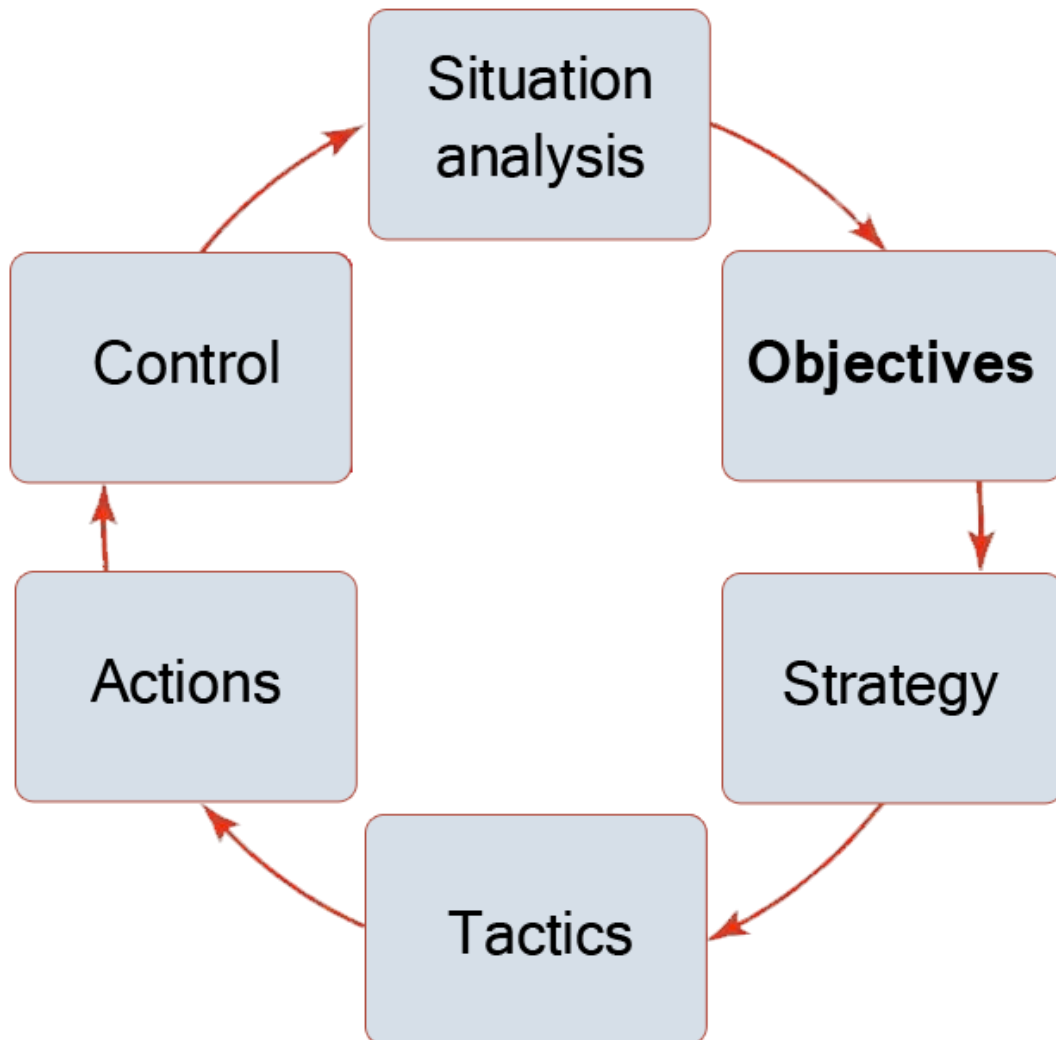 Situation
analysis
Objectives
Strategy
Tactics
Actions
Control